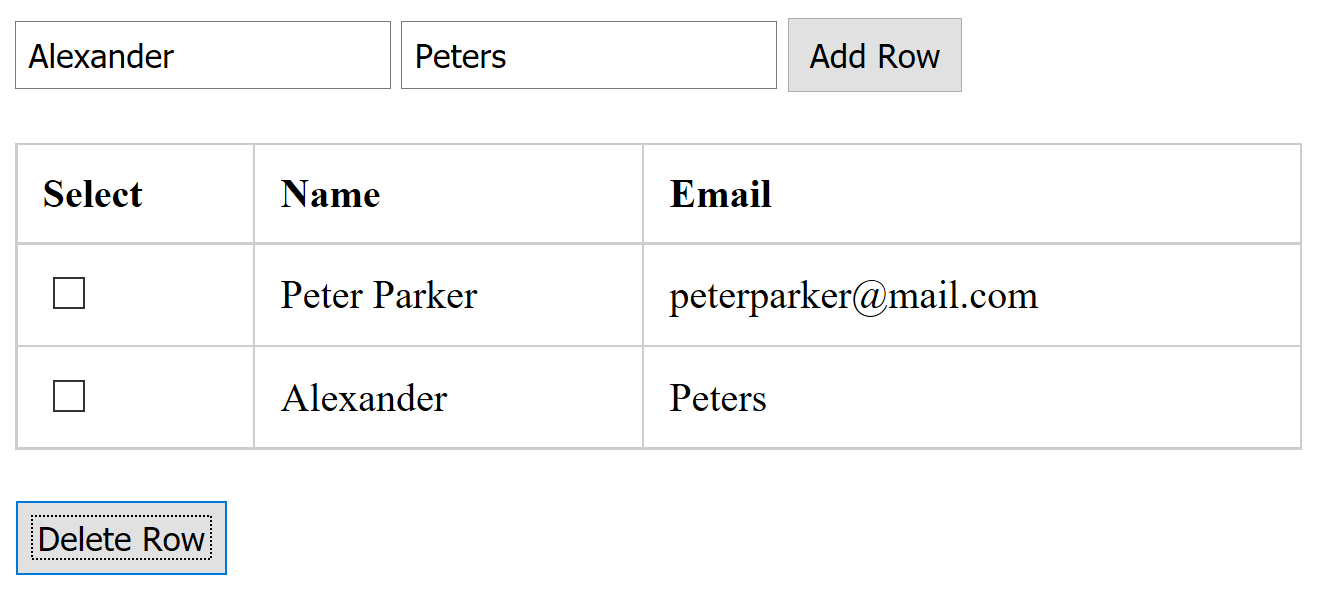 Alexander Peters Add Row
Select Name Email
Peter Parker peterparker@mail.com
Alexander Peters
Delete Row